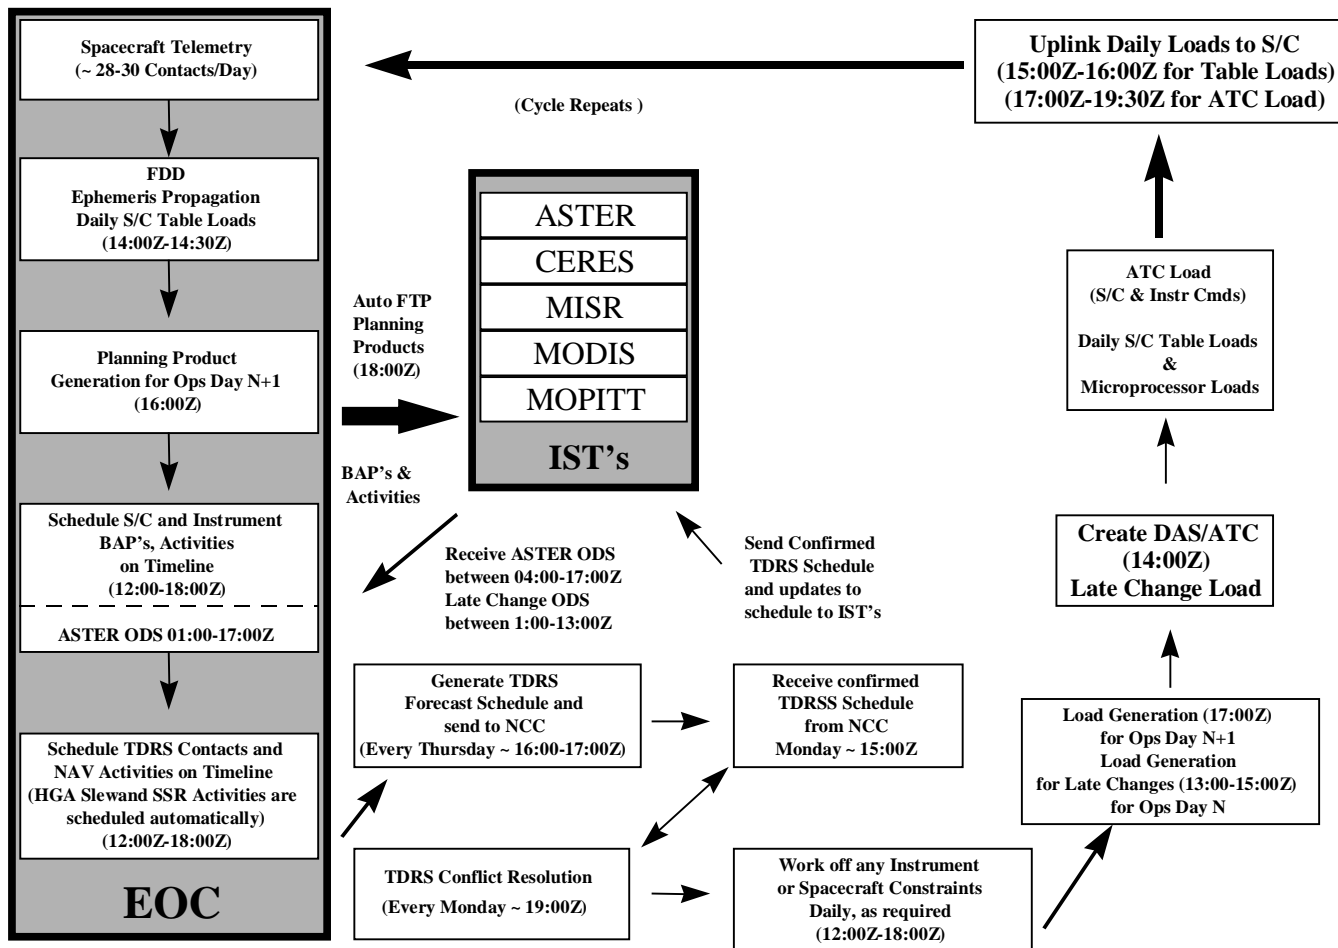 Spacecraft Telemetry
(~ 28-30 Contacts/Day)
FDD
Ephemeris Propagation
Daily S/C Table Loads
(14:00Z-14:30Z)
Planning Product
Generation for Ops Day N+1
(16:00Z)
Schedule S/C and Instrument
BAP's, Activities
on Timeline
(12:00-18:00Z)
ASTER ODS 01:00-17:00Z
Schedule TDRS Contacts and
NAV Activities on Timeline
(HGA Slewand SSR Activities are
scheduled automatically)
(12:00Z-18:00Z)
EOC
(Cycle Repeats )
Auto FTP
Planning
Products
(18:00Z)
BAP's &
Activities
ASTER
CERES
MISR
MODIS
MOPITT
IST's
Receive ASTER ODS
between 04:00-17:00Z
Late Change ODS
between 1:00-13:00Z
Send Confirmed
TDRS Schedule
and updates to
schedule to IST's
Generate TDRS
Forecast Schedule and
send to NCC
(Every Thursday ~ 16:00-17:00Z)
Receive confirmed
TDRSS Schedule
from NCC
Monday ~ 15:00Z
TDRS Conflict Resolution
(Every Monday ~ 19:00Z)
Work off any Instrument
or Spacecraft Constraints
Daily, as required
(12:00Z-18:00Z)
Uplink Daily Loads to S/C
(15:00Z-16:00Z for Table Loads)
(17:00Z-19:30Z for ATC Load)
ATC Load
(S/C & Instr Cmds)
Daily S/C Table Loads
&
Microprocessor Loads
Create DAS/ATC
(14:00Z)
Late Change Load
Load Generation (17:00Z)
for Ops Day N+1
Load Generation
for Late Changes (13:00-15:00Z)
for Ops Day N